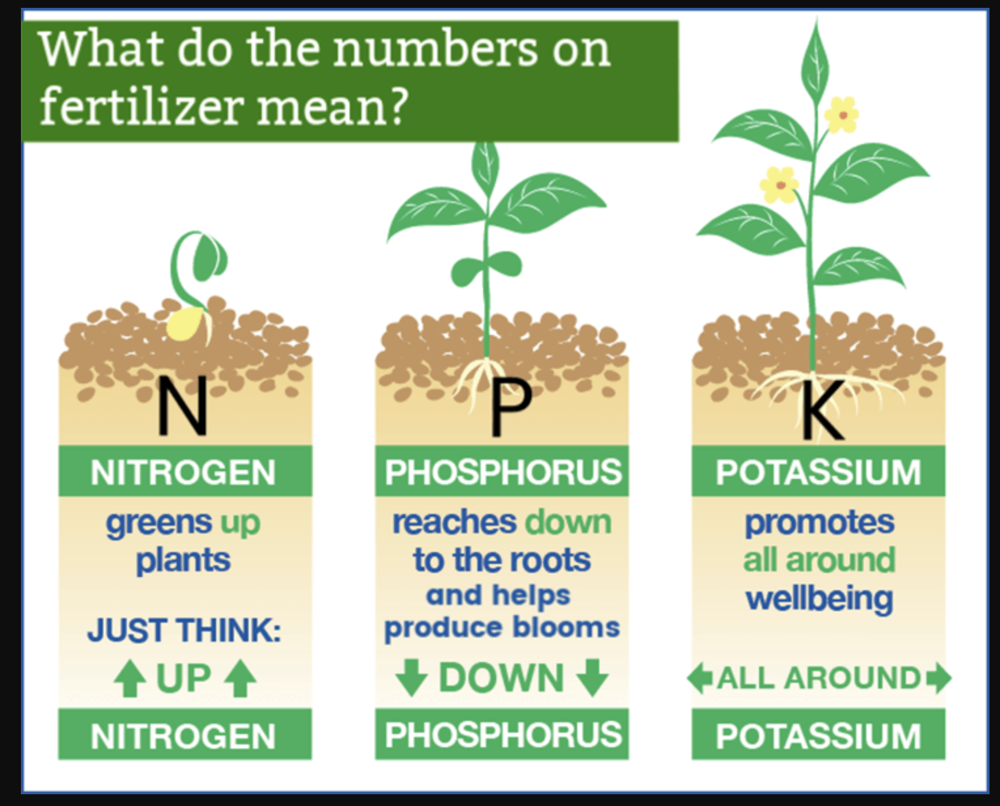 What do the numbers on
fertilizer mean?
N
NITROGEN
greens up
plants
JUST THINK:
UP
NITROGEN
P
PHOSPHORUS
reaches down
to the roots
and helps
produce blooms
DOWN
PHOSPHORUS
K
POTASSIUM
promotes
all around
wellbeing
ALL AROUND
POTASSIUM